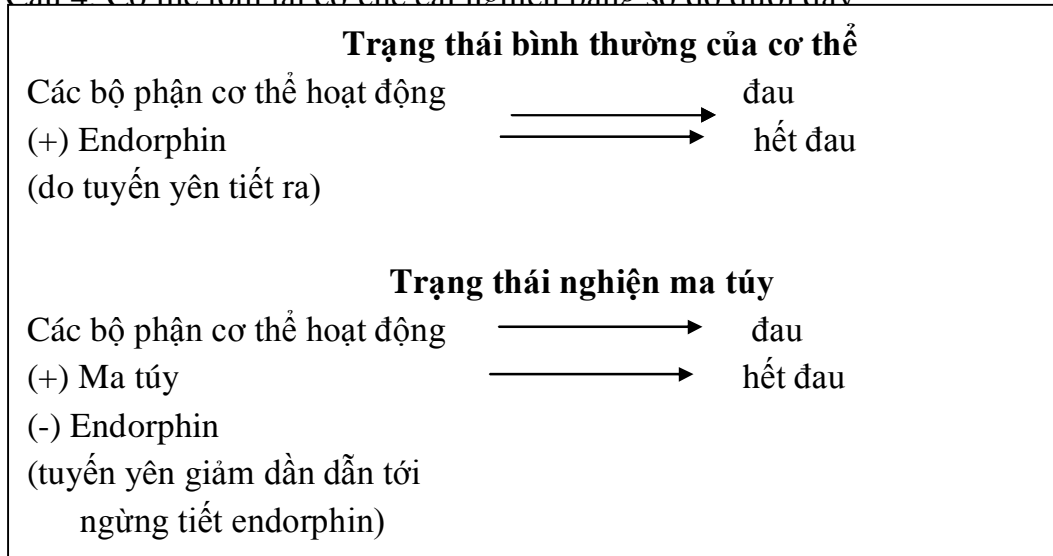 Trạng thái bình thường của cơ thể
Các bộ phận cơ thể hoạt động đau
(+) Endorphin hết đau
(do tuyến yên tiết ra)
Trạng thái nghiện ma túy
Các bộ phận cơ thể hoạt động đau
(+) Ma túy hết đau
(-) Endorphin
(tuyến yên giảm dần dẫn tới
ngừng tiết endorphin)